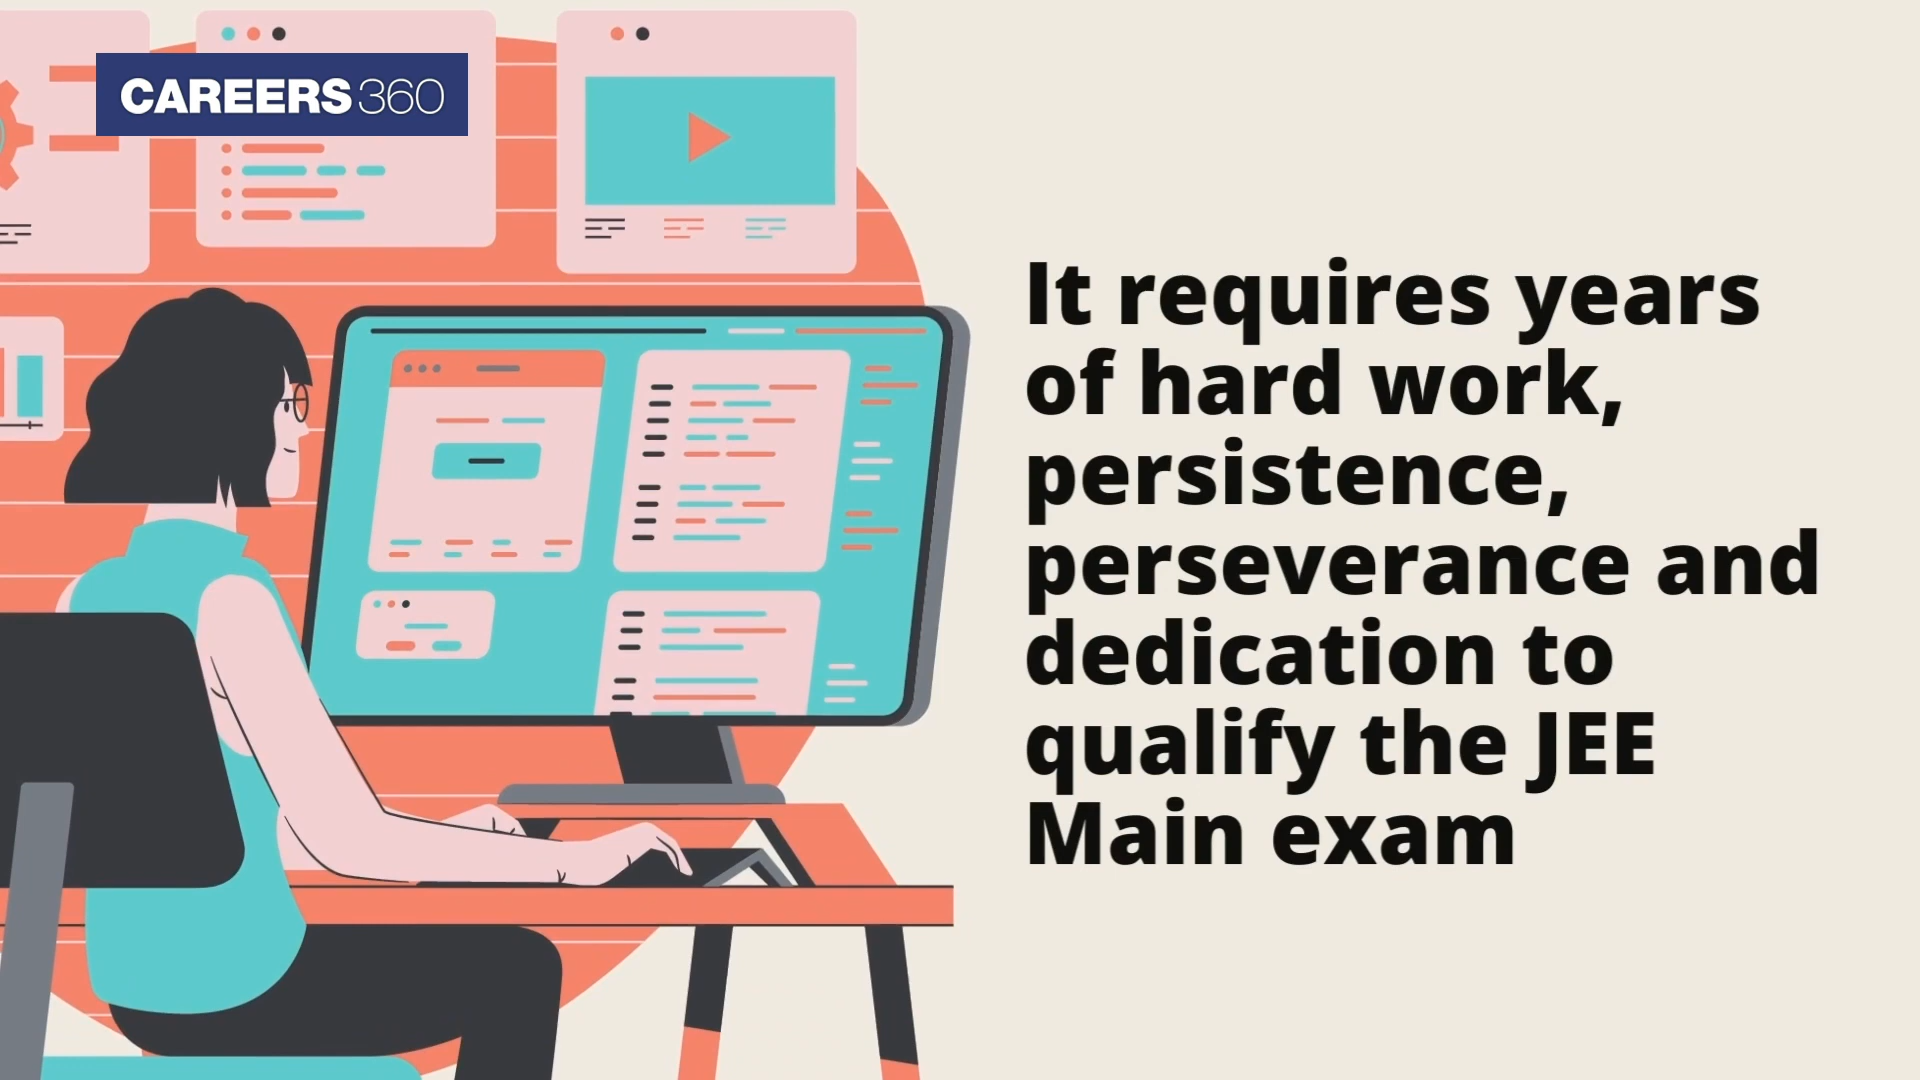 CAREERS360
It requires years
of hard work,
persistence,
perseverance and
dedication to
qualify the JEE
Main exam